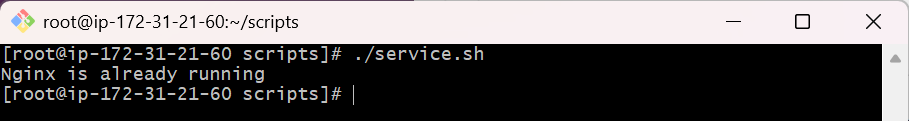 root@ip-172-31-21-60:~/scripts
[root@ip-172-31-21-60 scripts]# ./service.sh
Nginx is already running
[root@ip-172-31-21-60 scripts]#